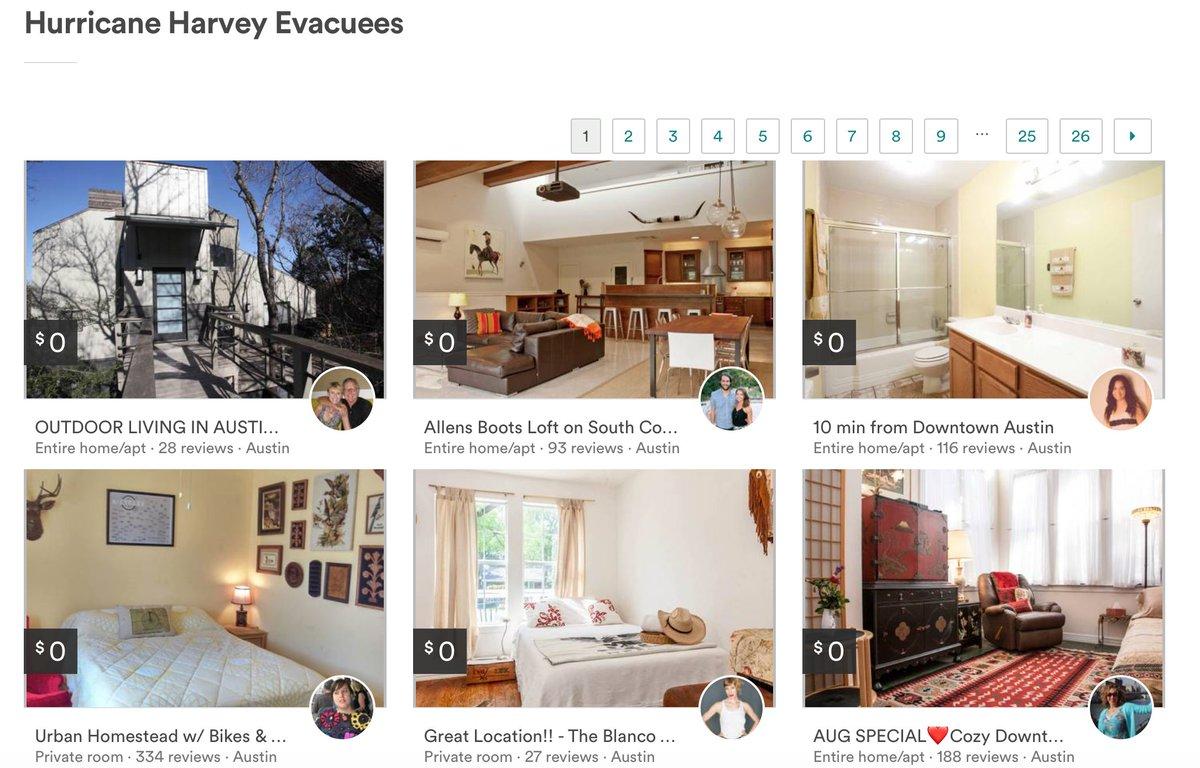 Hurricane Harvey Evacuees
1 2 3 4 5 6 7 8 9 ... 25 26
$0
$0
$0
OUTDOOR LIVING IN AUSTI...
Entire home/apt · 28 reviews · Austin
Allens Boots Loft on South Co...
Entire home/apt · 93 reviews · Austin
10 min from Downtown Austin
Entire home/apt · 116 reviews · Austin
$0
$0
$0
Urban Homestead w/ Bikes & ...
Private room · 334 reviews · Austin
Great Location!! - The Blanco ...
Private room · 27 reviews · Austin
AUG SPECIAL❤️Cozy Downt...
Entire home/apt · 188 reviews · Austin